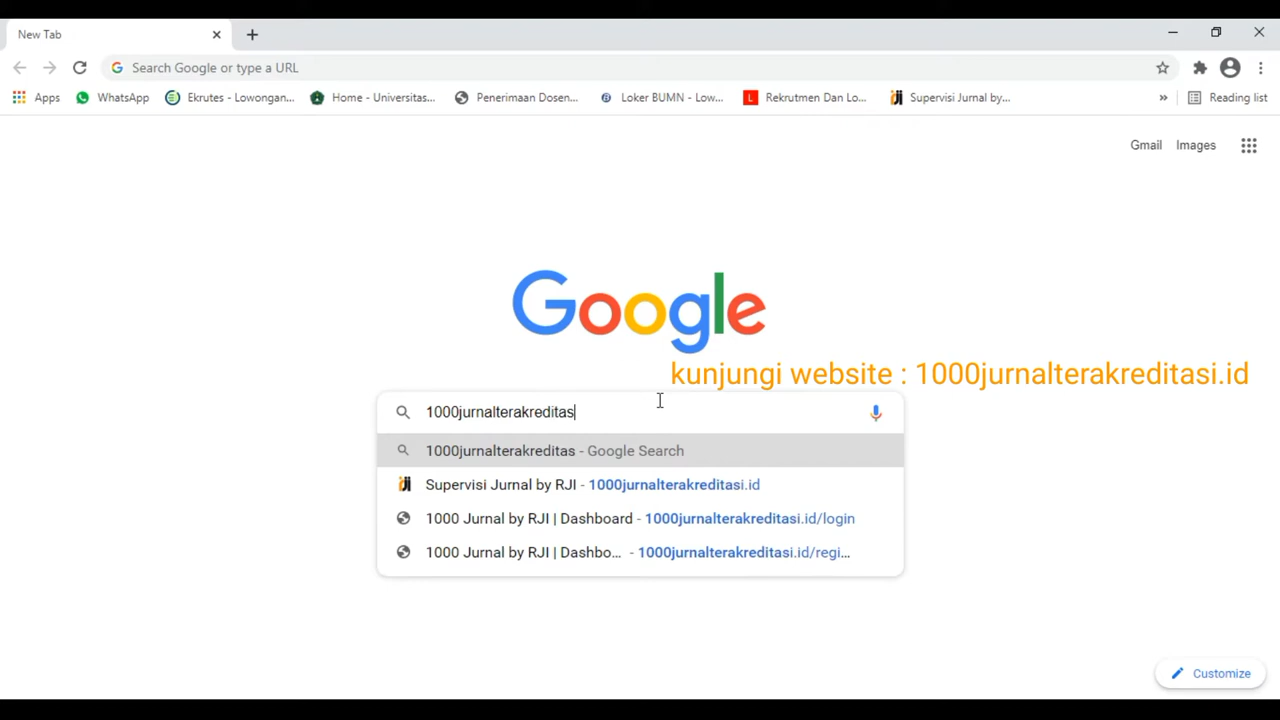 New Tab
Search Google or type a URL
Apps WhatsApp Ekrutes - Lowongan... Home - Universitas... Penerimaan Dosen... Loker BUMN - Low... Rekrutmen Dan Lo... Supervisi Jurnal by... » Reading list
Gmail Images
Google
kunjungi website : 1000jurnalterakreditasi.id
1000jurnalterakreditas
1000jurnalterakreditas - Google Search
Supervisi Jurnal by RJI - 1000jurnalterakreditasi.id
1000 Jurnal by RJI | Dashboard - 1000jurnalterakreditasi.id/login
1000 Jurnal by RJI | Dashbo... - 1000jurnalterakreditasi.id/regi...
Customize